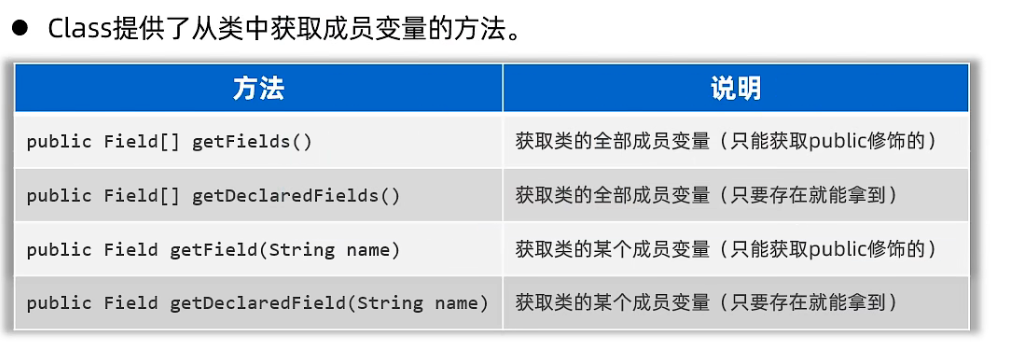 ● Class提供了从类中获取成员变量的方法。
方法 说明
public Field[] getFields() 获取类的全部成员变量（只能获取public修饰的）
public Field[] getDeclaredFields() 获取类的全部成员变量（只要存在就能拿到）
public Field getField(String name) 获取类的某个成员变量（只能获取public修饰的）
public Field getDeclaredField(String name) 获取类的某个成员变量（只要存在就能拿到）